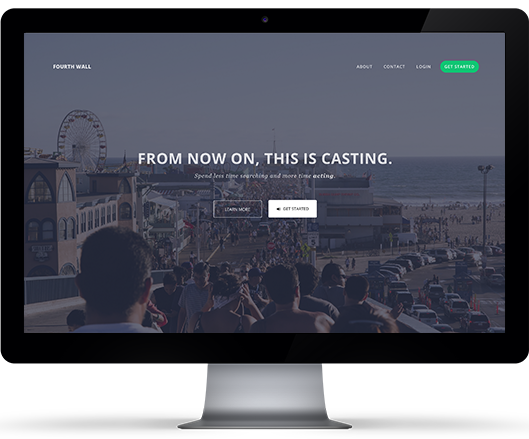 FOURTH WALL
ABOUT CONTACT LOGIN GET STARTED
FROM NOW ON, THIS IS CASTING.
Spend less time searching and more time acting.
LEARN MORE GET STARTED